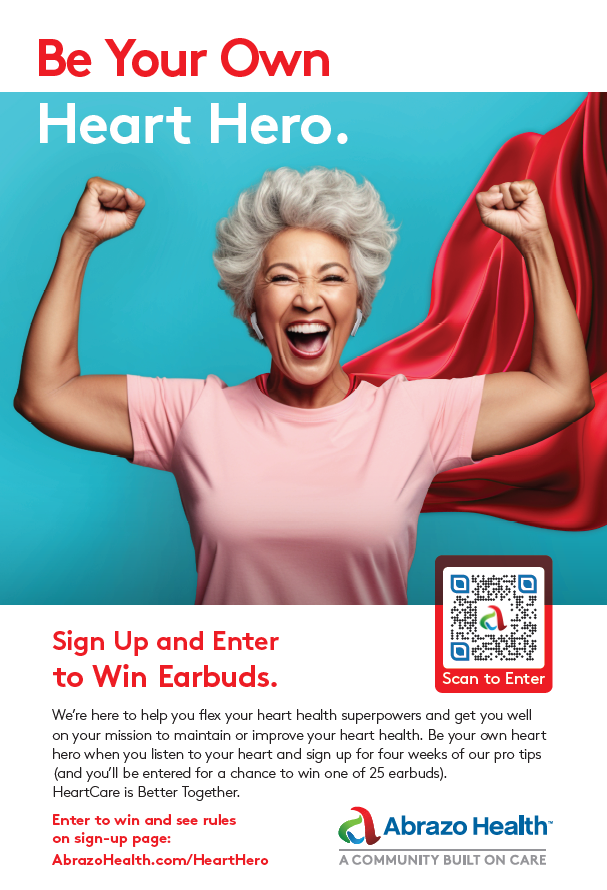 Be Your Own
Heart Hero.
Sign Up and Enter
to Win Earbuds.
Scan to Enter
We’re here to help you flex your heart health superpowers and get you well
on your mission to maintain or improve your heart health. Be your own heart
hero when you listen to your heart and sign up for four weeks of our pro tips
(and you’ll be entered for a chance to win one of 25 earbuds).
HeartCare is Better Together.
Enter to win and see rules
on sign-up page:
AbrazoHealth.com/HeartHero
Abrazo Health™
A COMMUNITY BUILT ON CARE